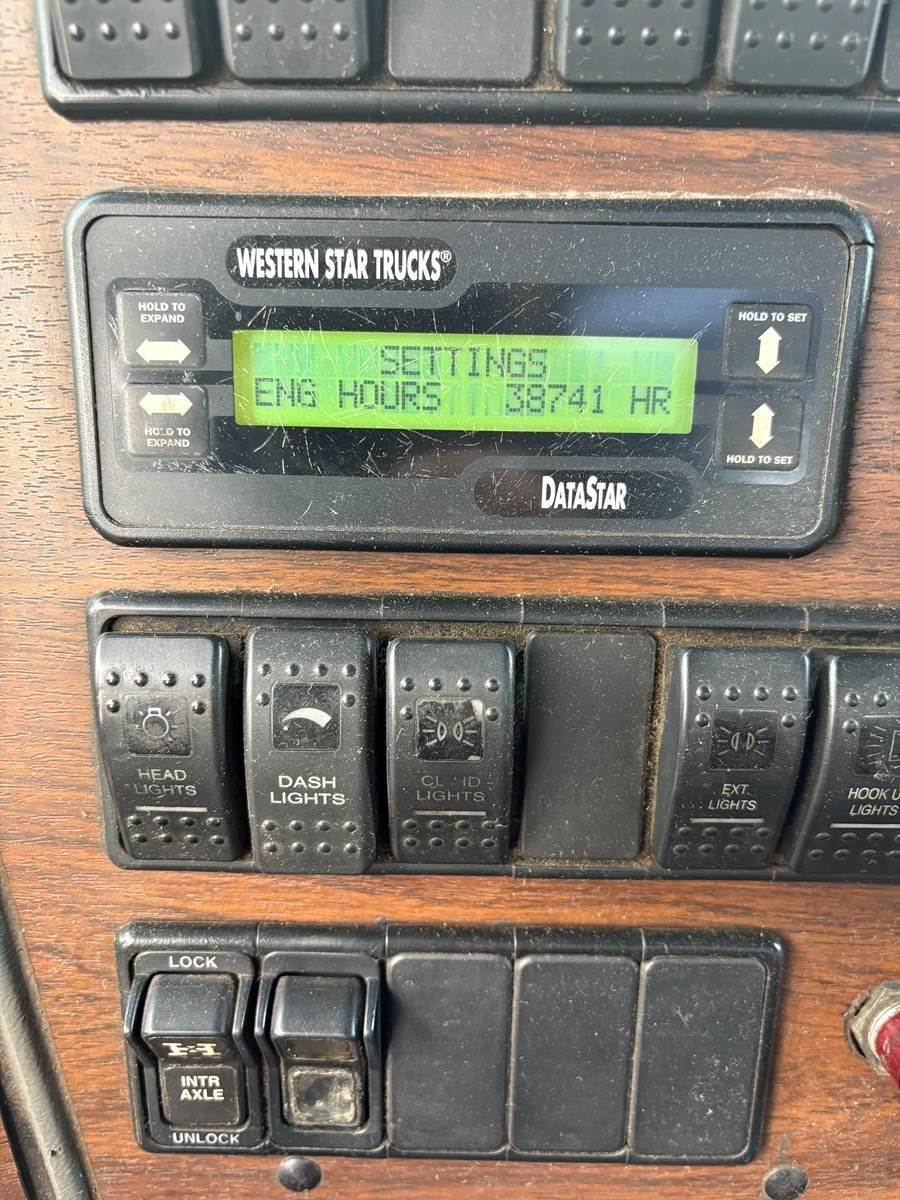 WESTERN STAR TRUCKS®
HOLD TO
EXPAND
HOLD TO SET
SETTINGS
ENG HOURS 38741 HR
HOLD TO
EXPAND
HOLD TO SET
DATASTAR
HEAD
LIGHTS
DASH
LIGHTS
LIGHTS
EXT
LIGHTS
HOOK U
LIGHTS
LOCK
INTR
AXLE
UNLOCK